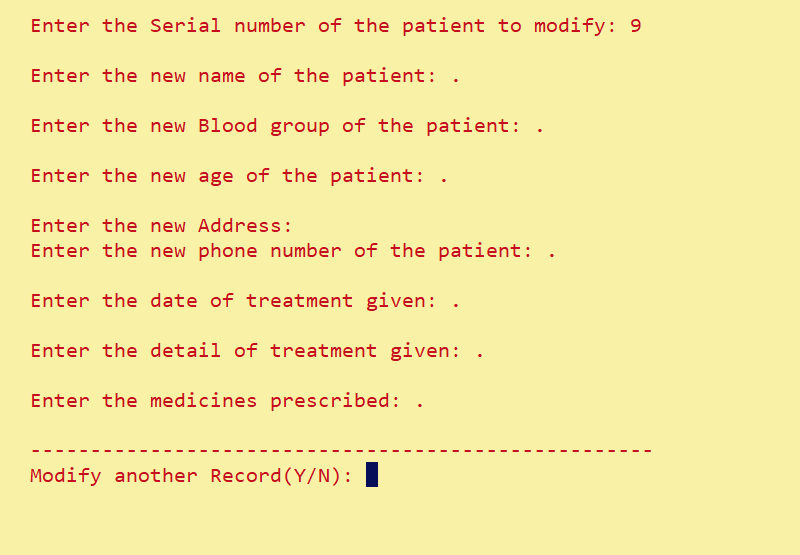 Enter the Serial number of the patient to modify: 9
Enter the new name of the patient: .
Enter the new Blood group of the patient: .
Enter the new age of the patient: .
Enter the new Address:
Enter the new phone number of the patient: .
Enter the date of treatment given: .
Enter the detail of treatment given: .
Enter the medicines prescribed: .
----------------------------------------------------
Modify another Record(Y/N):